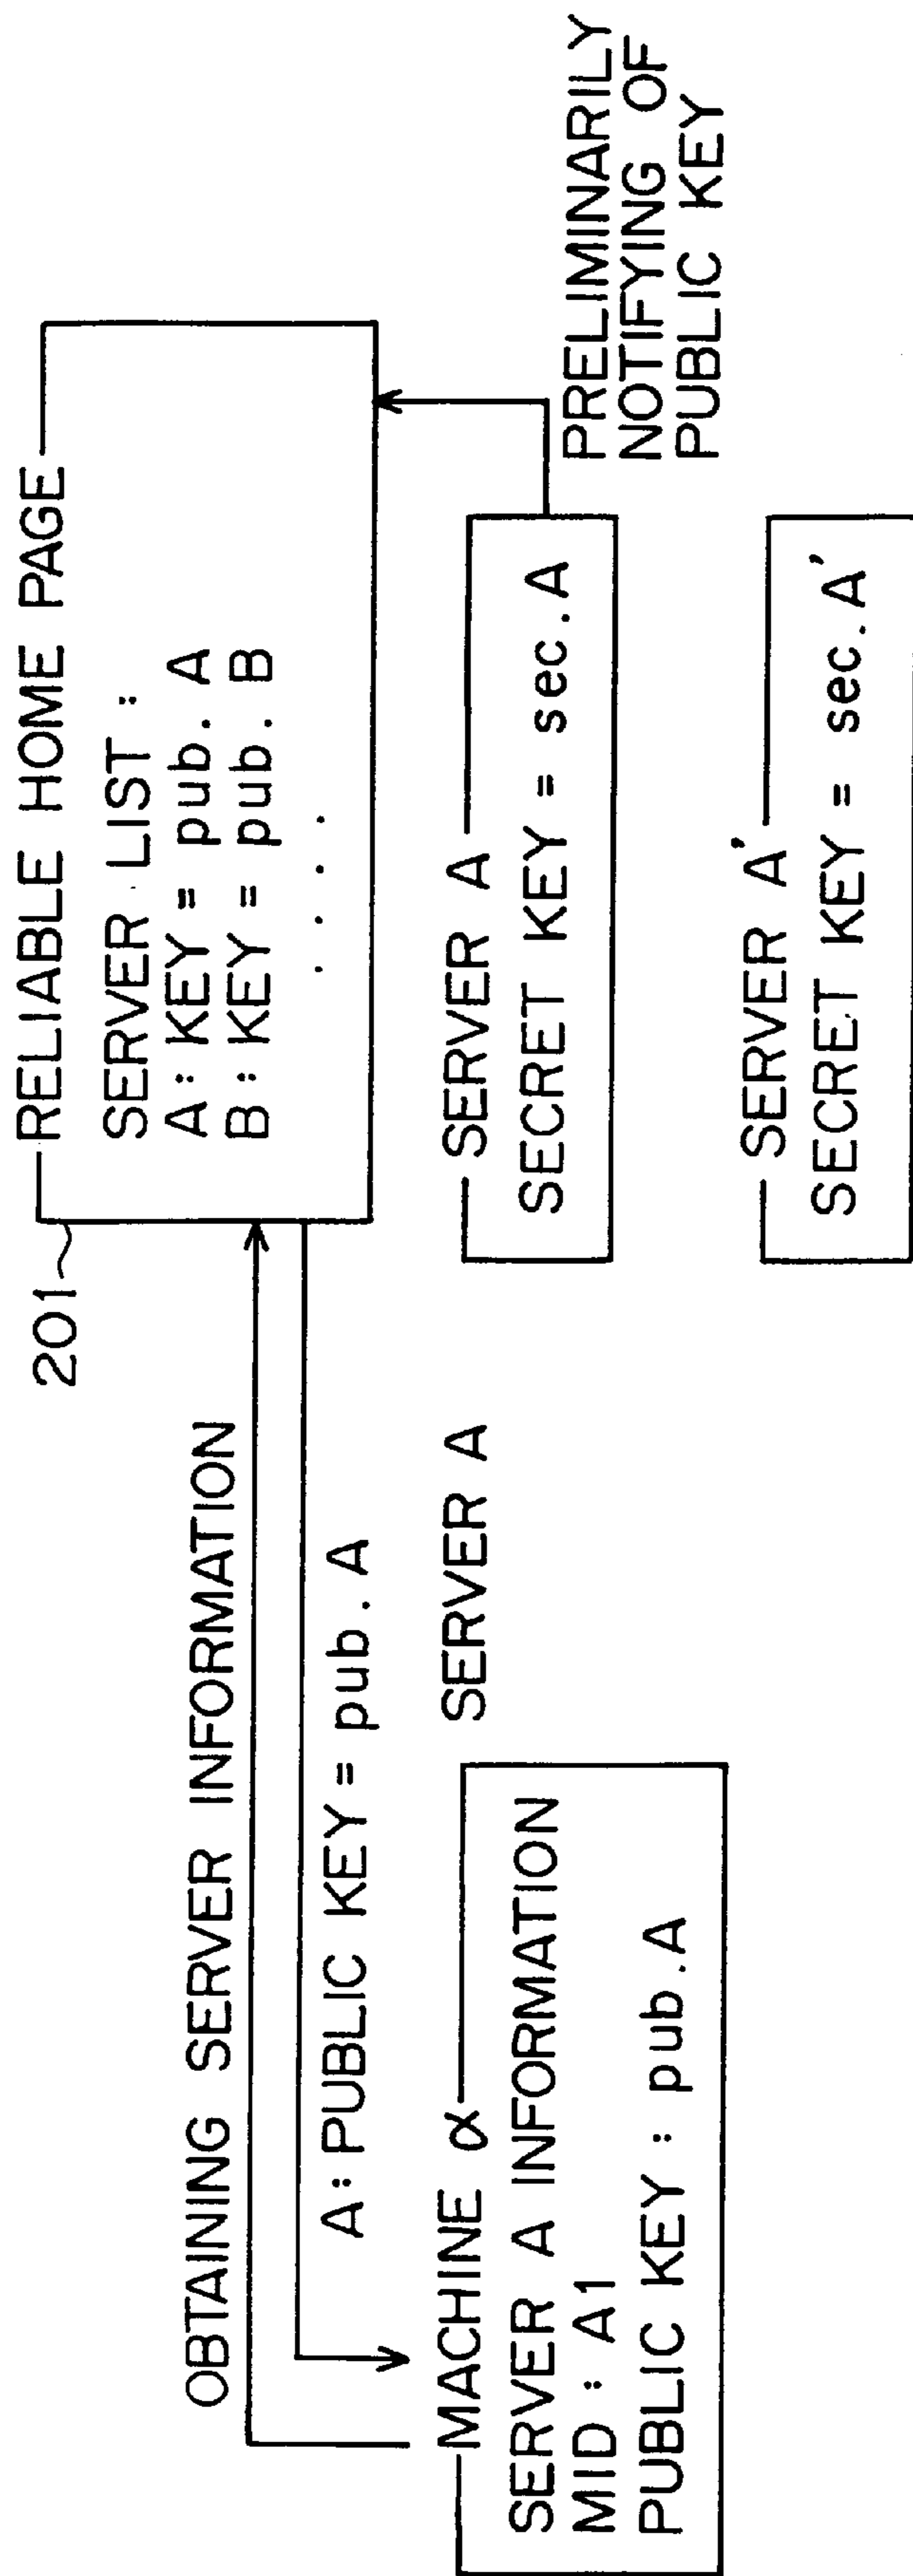 OBTAINING SERVER INFORMATION
A: PUBLIC KEY = pub. A
MACHINE α
SERVER A INFORMATION
MID : A1
PUBLIC KEY : pub. A
SERVER A
201
RELIABLE HOME PAGE
SERVER LIST :
A : KEY = pub. A
B : KEY = pub. B
. . . .
SERVER A
SECRET KEY = sec. A
PRELIMINARILY
NOTIFYING OF
PUBLIC KEY
SERVER A'
SECRET KEY = sec. A'